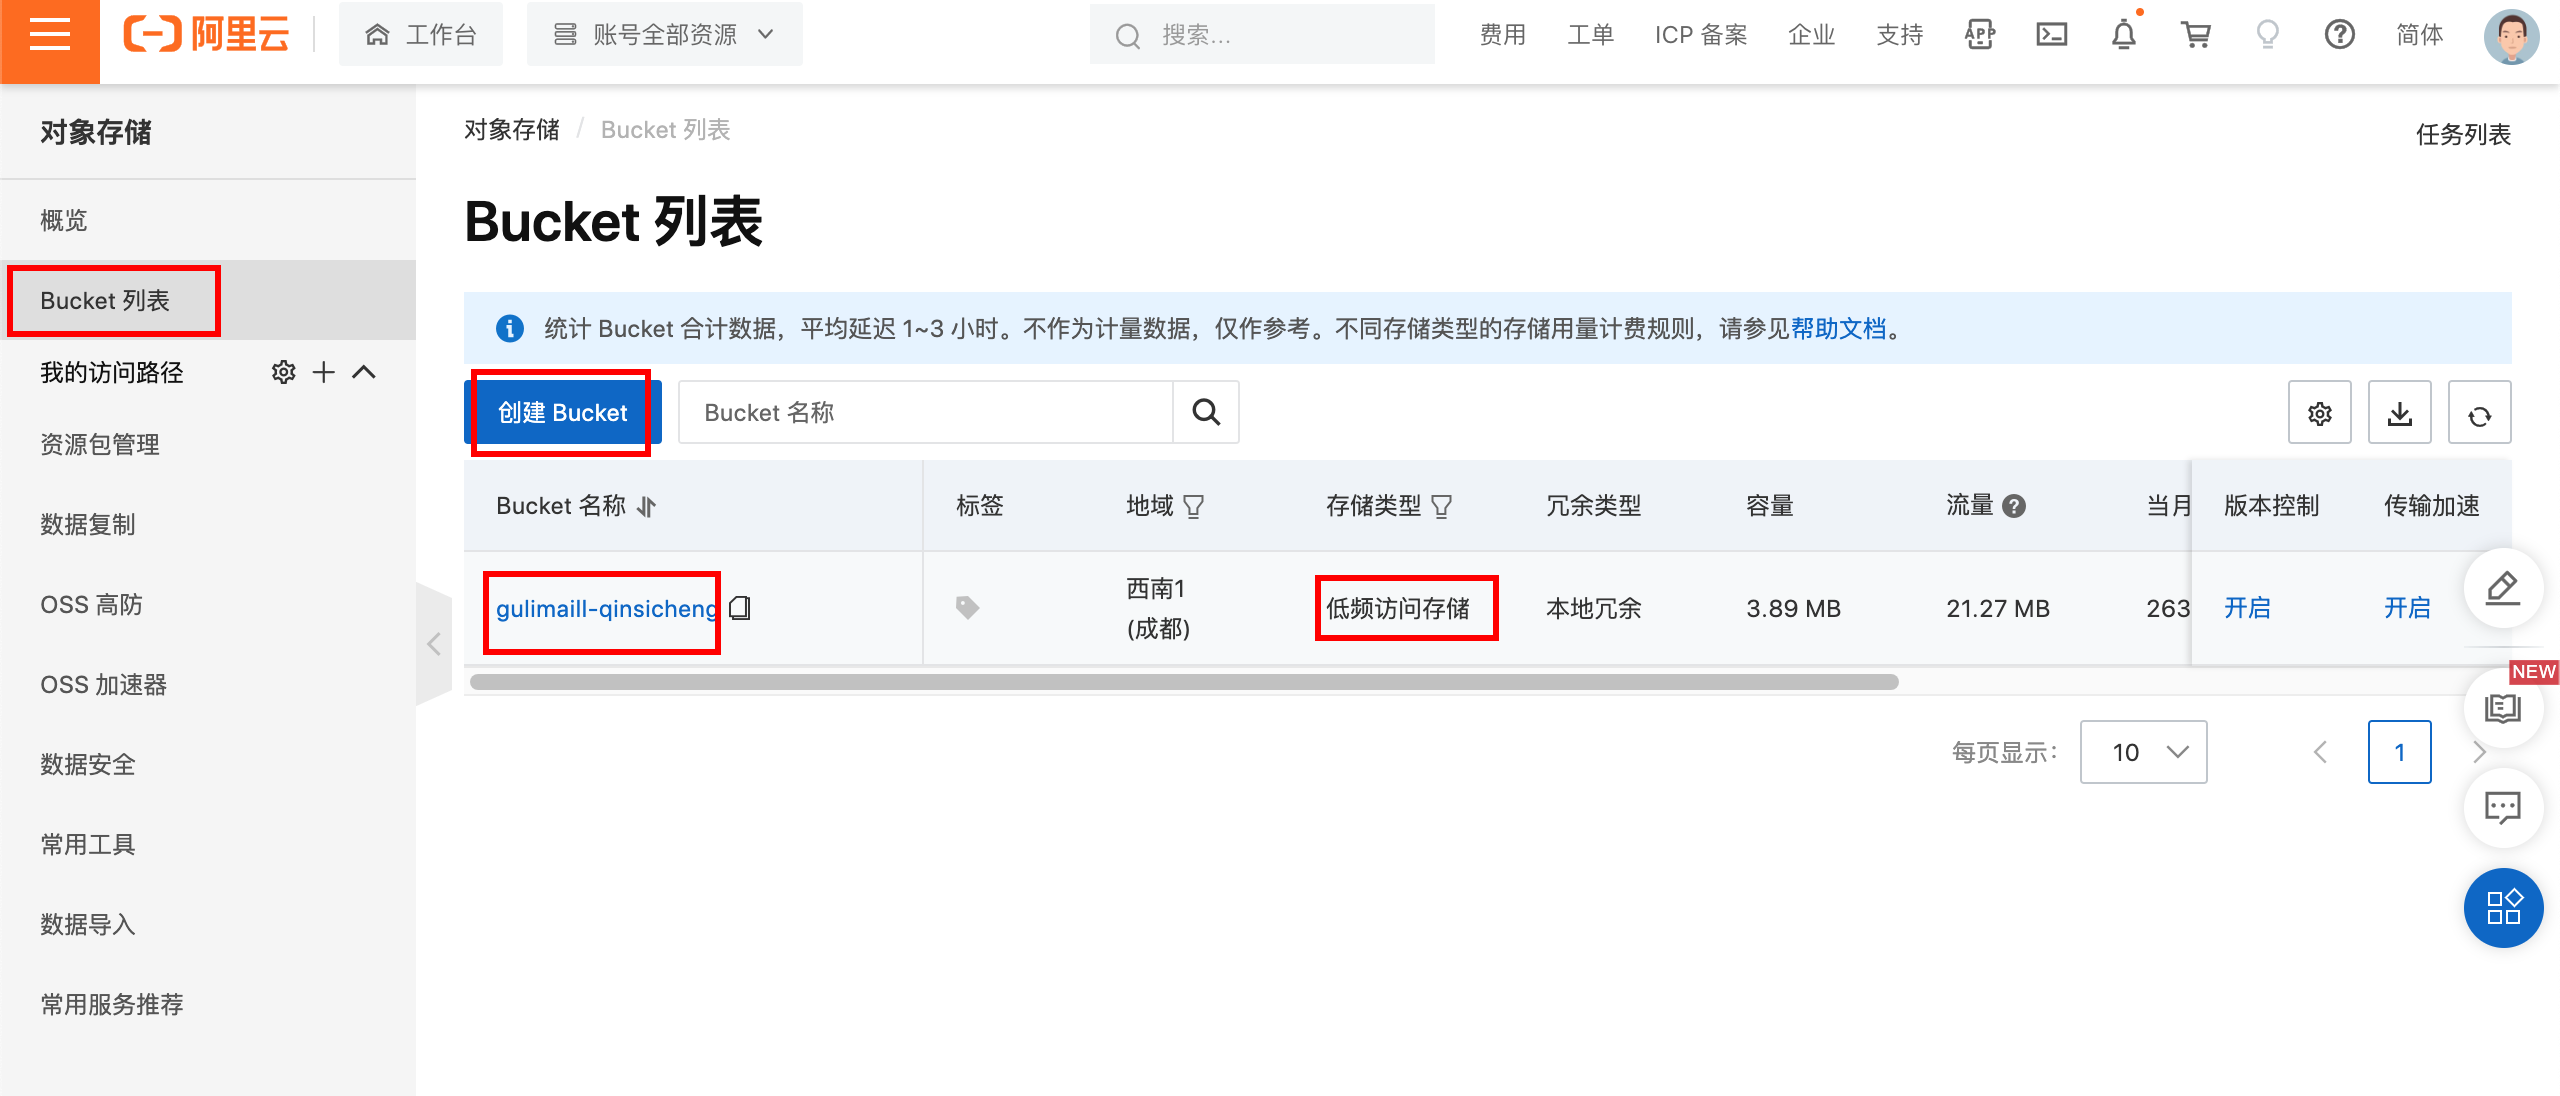 阿里云
工作台
账号全部资源
搜索...
费用
工单
ICP 备案
企业
支持
APP
简体
对象存储
概览
Bucket 列表
我的访问路径
资源包管理
数据复制
OSS 高防
OSS 加速器
数据安全
常用工具
数据导入
常用服务推荐
对象存储 / Bucket 列表
任务列表
Bucket 列表
统计 Bucket 合计数据，平均延迟 1~3 小时。不作为计量数据，仅作参考。不同存储类型的存储用量计费规则，请参见帮助文档。
创建 Bucket
Bucket 名称
Bucket 名称 标签 地域 存储类型 冗余类型 容量 流量 当月 版本控制 传输加速
gulimaill-qinsicheng 西南1 低频访问存储 本地冗余 3.89 MB 21.27 MB 263 开启 开启
(成都)
NEW
每页显示： 10 1